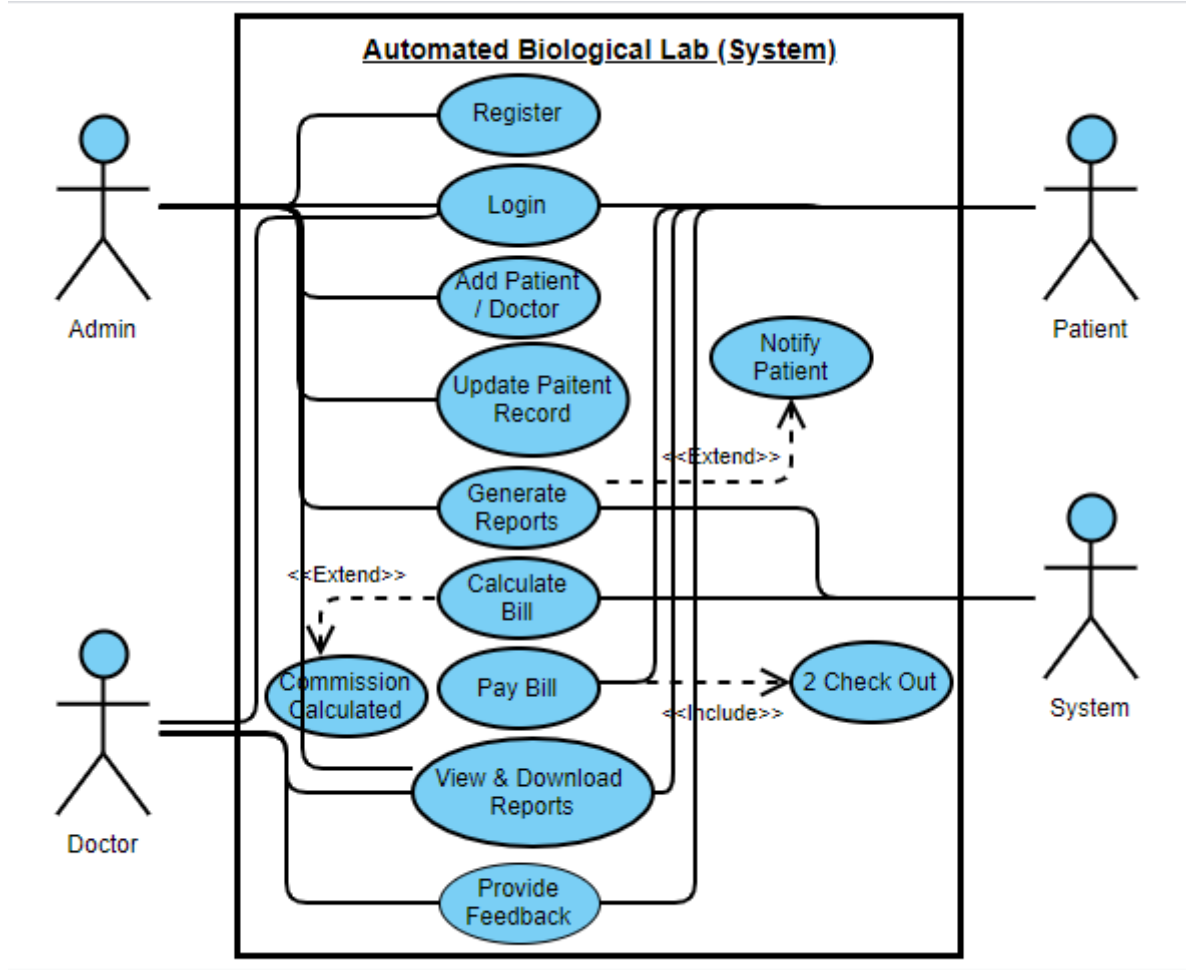 Automated Biological Lab (System)
Register
Login
Add Patient
/ Doctor
Update Paitent
Record
Generate
Reports
Calculate
Bill
Pay Bill
View & Download
Reports
Provide
Feedback
Notify
Patient
<<Extend>>
<<Extend>>
Commission
Calculated
2 Check Out
<<Include>>
Admin
Doctor
Patient
System